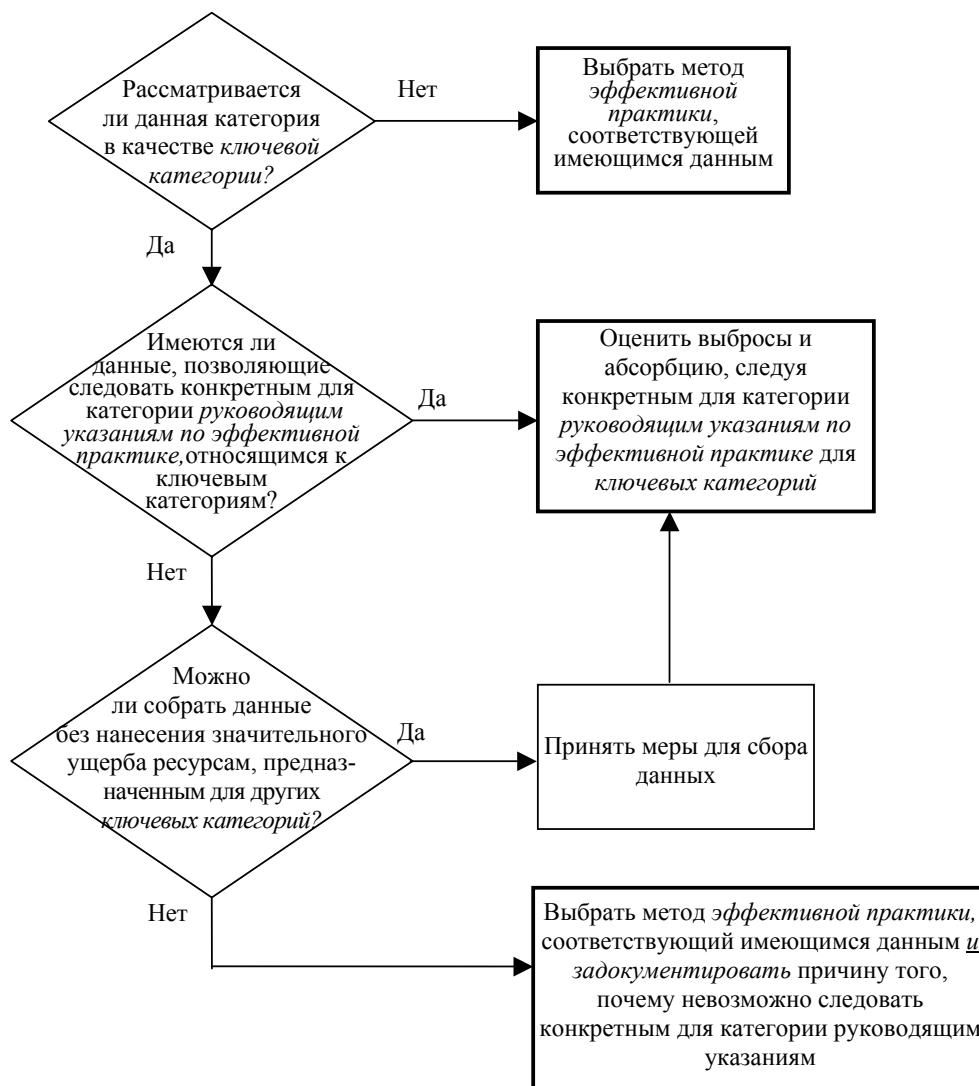 Рассматривается
ли данная категория
в качестве ключевой
категории?
Нет
Выбрать метод
эффективной
практики,
соответствующей
имеющимся данным
Да
Имеются ли
данные, позволяющие
следовать конкретным для
категории руководящим
указаниям по эффективной
практике,относящимся к
ключевым
категориям?
Да
Оценить выбросы и
абсорбцию, следуя
конкретным для категории
руководящим указаниям по
эффективной практике для
ключевых категорий
Нет
Можно
ли собрать данные
без нанесения значительного
ущерба ресурсам, предназ-
наченным для других
ключевых категорий?
Да
Принять меры для сбора
данных
Нет
Выбрать метод эффективной практики,
соответствующий имеющимся данным и
задокументировать причину того,
почему невозможно следовать
конкретным для категории руководящим
указаниям